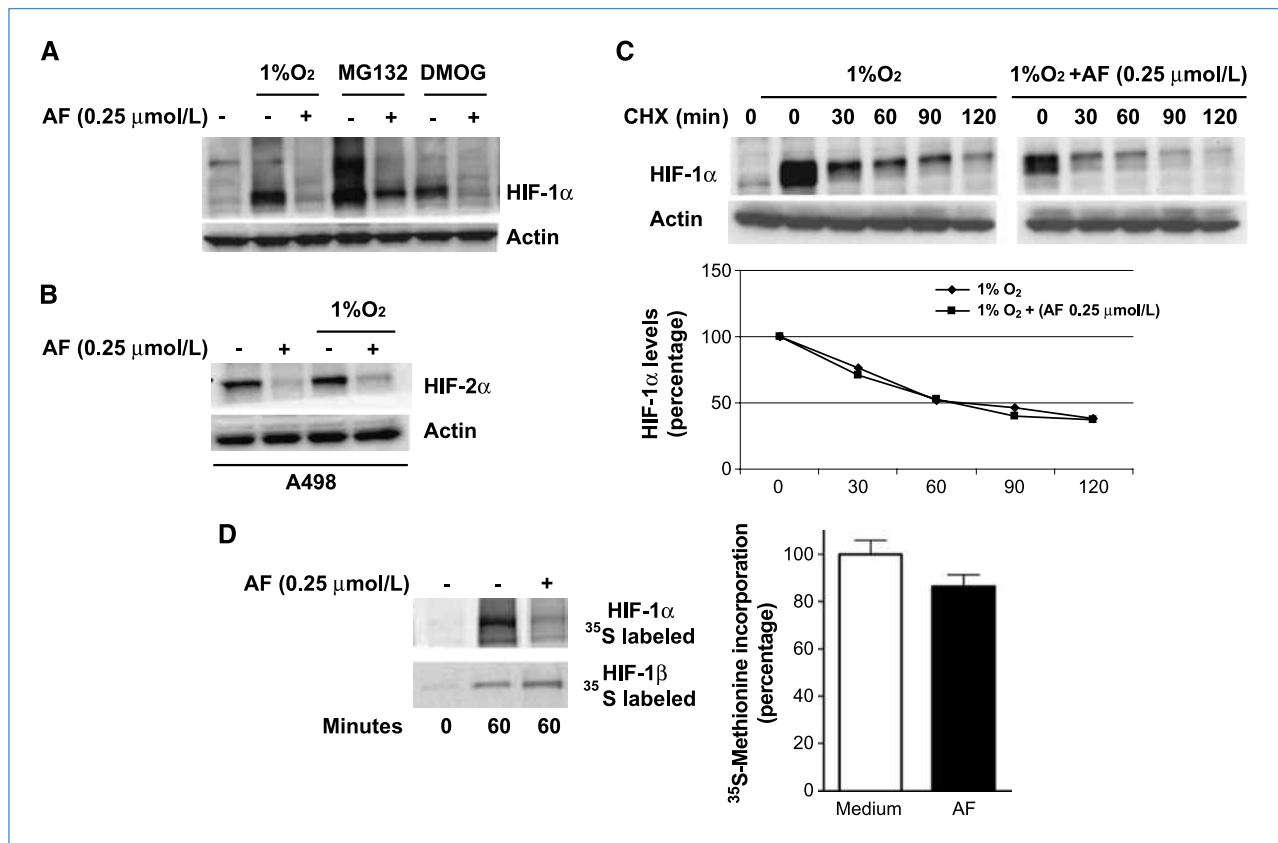 A
1%O2 MG132 DMOG
AF (0.25 μmol/L) - - + - + - +
HIF-1α
Actin
B
1%O2
AF (0.25 μmol/L) - + - +
HIF-2α
Actin
A498
C
1%O2 1%O2 +AF (0.25 μmol/L)
CHX (min) 0 0 30 60 90 120 0 30 60 90 120
HIF-1α
Actin
150
100
50
0
HIF-1α levels
(percentage)
1% O2
1% O2 + (AF 0.25 μmol/L)
0 30 60 90 120
D
AF (0.25 μmol/L) - - +
HIF-1α
35S labeled
HIF-1β
35S labeled
Minutes 0 60 60
35S-Methionine incorporation
(percentage)
100
80
60
40
20
0
Medium AF